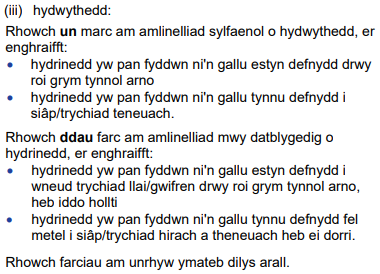 (iii) hydwythedd:
Rhowch un marc am amlinelliad sylfaenol o hydwythedd, er
enghraifft:
• hydrinedd yw pan fyddwn ni'n gallu estyn defnydd drwy
roi grym tynnol arno
• hydrinedd yw pan fyddwn ni'n gallu tynnu defnydd i
siâp/trychiad teneuach.
Rhowch ddau farc am amlinelliad mwy datblygedig o
hydrinedd, er enghraifft:
• hydrinedd yw pan fyddwn ni'n gallu estyn defnydd i
wneud trychiad llai/gwifren drwy roi grym tynnol arno,
heb iddo hollti
• hydrinedd yw pan fyddwn ni'n gallu tynnu defnydd fel
metel i siâp/trychiad hirach a theneuach heb ei dorri.
Rhowch farciau am unrhyw ymateb dilys arall.